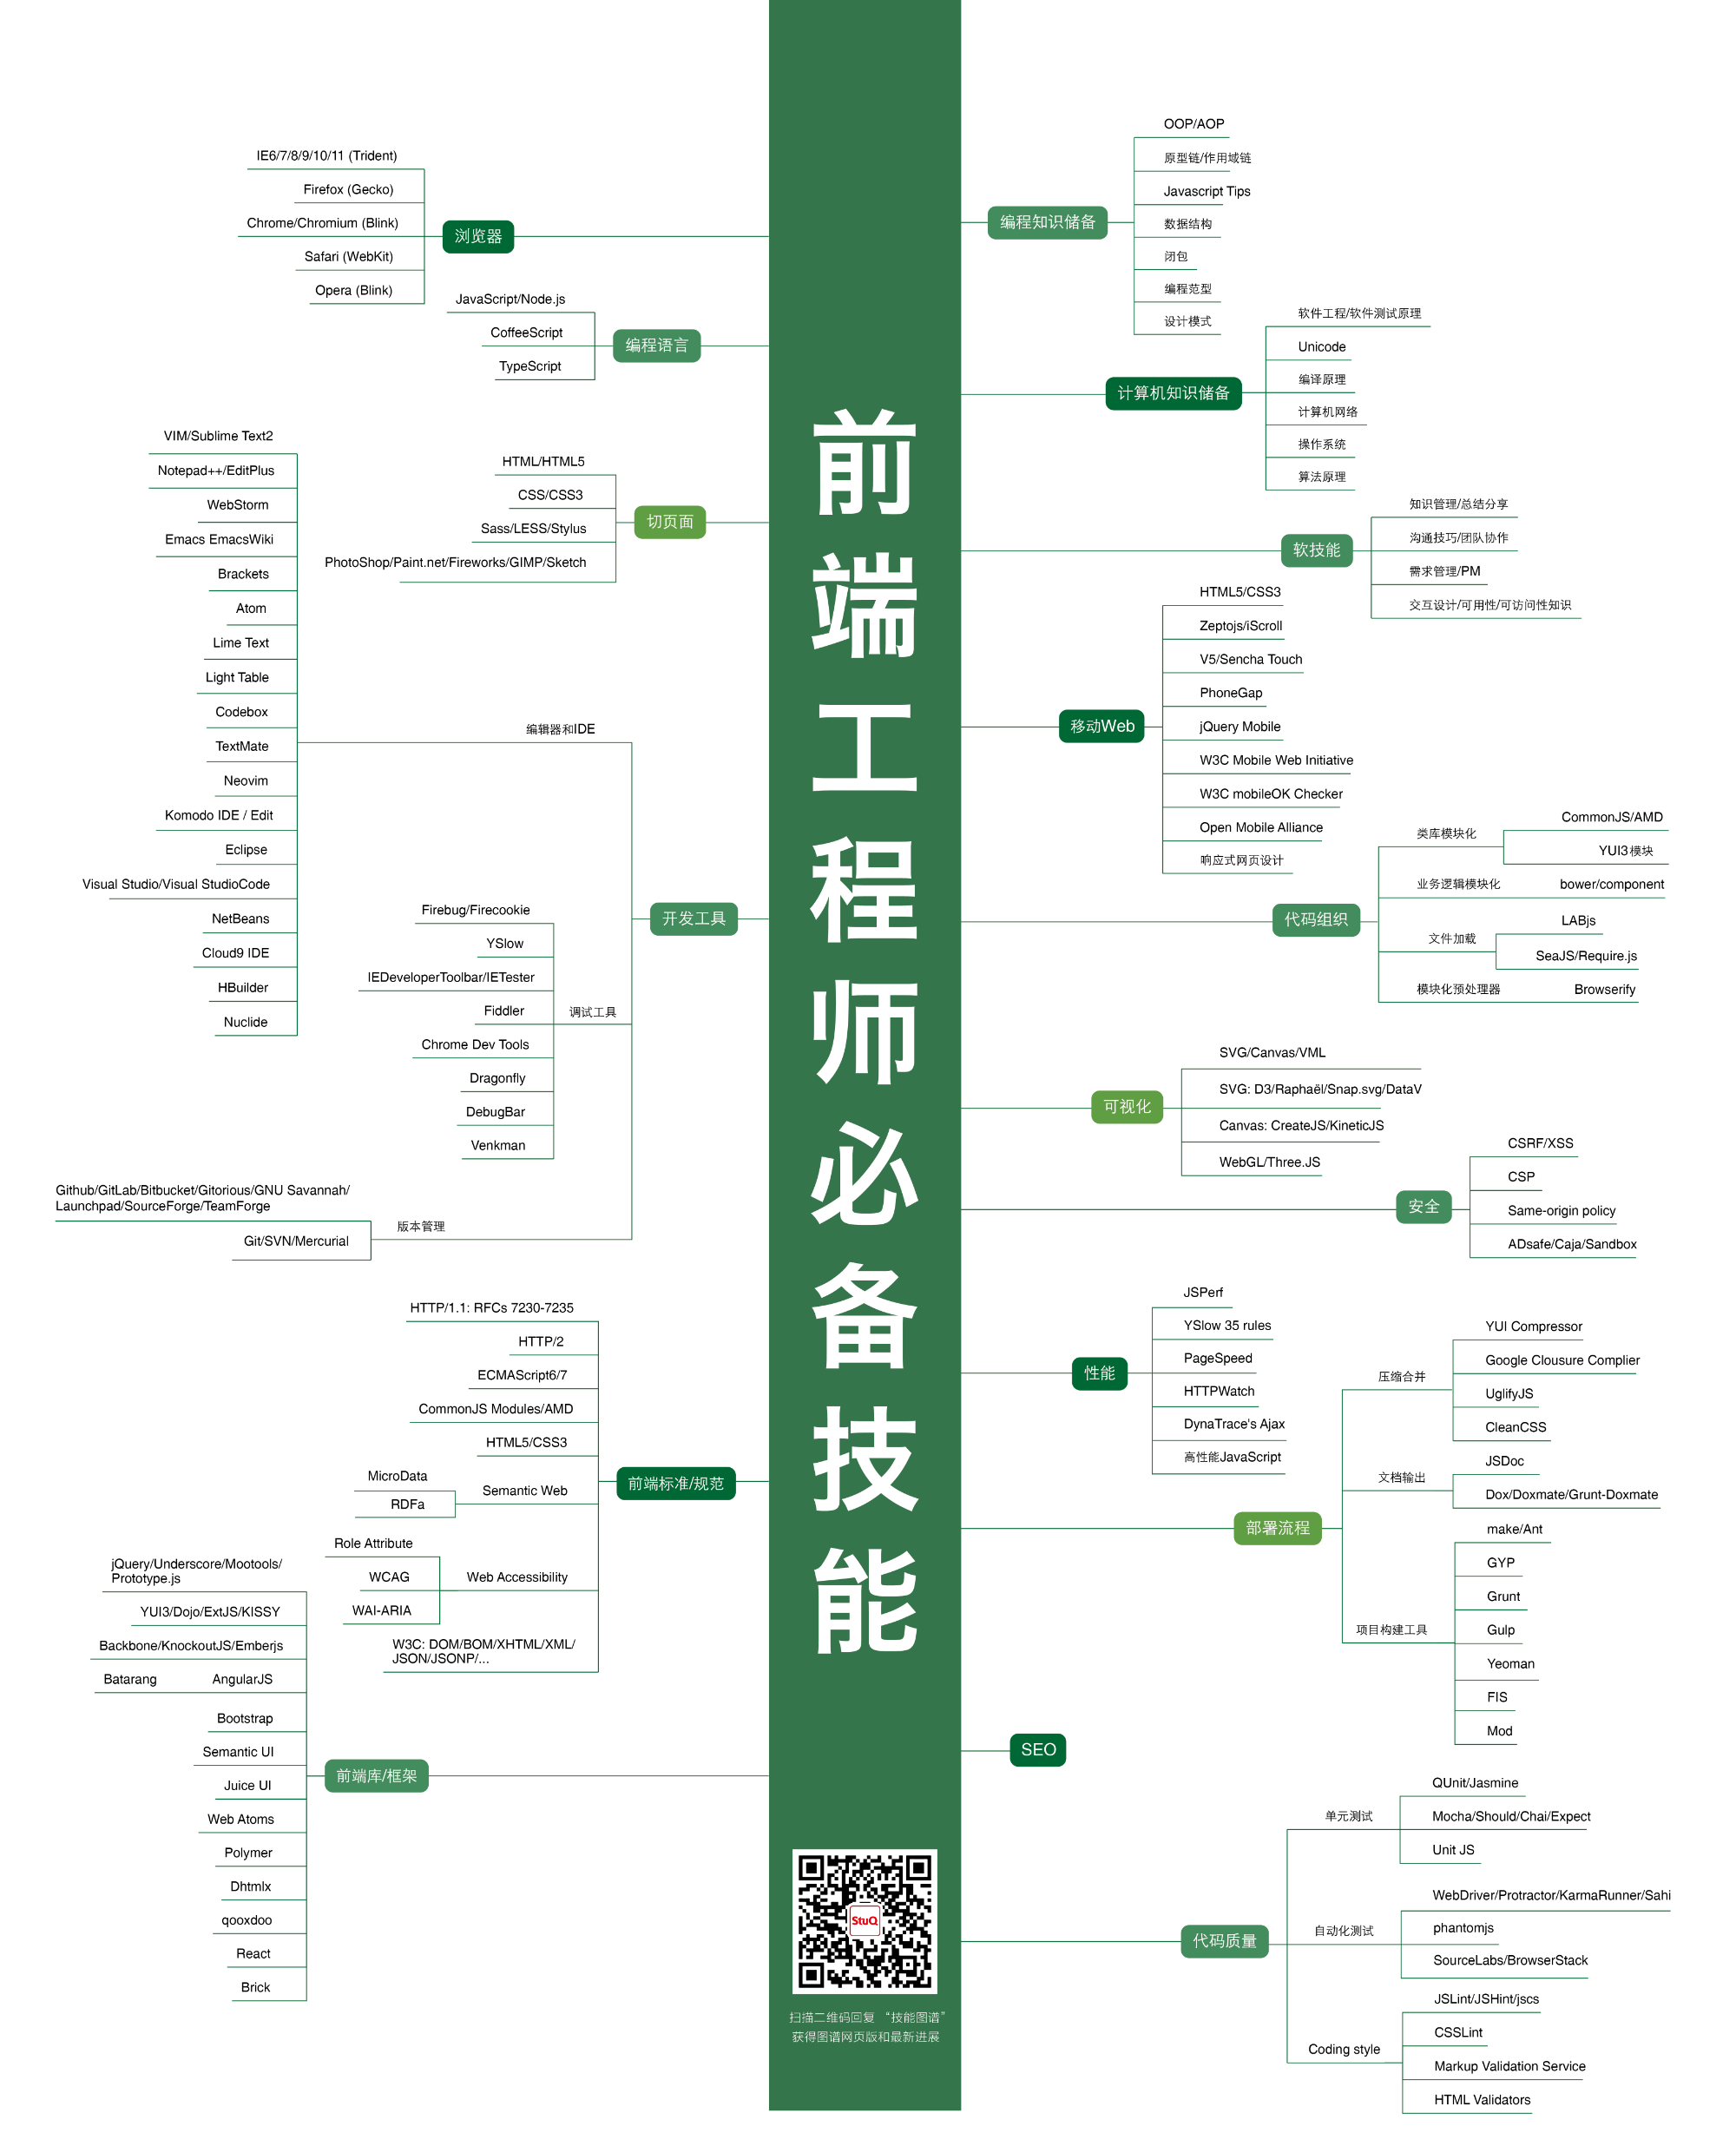 前端工程师必备技能
StuQ
扫描二维码回复 “技能图谱”
获得图谱网页版和最新进展
浏览器
IE6/7/8/9/10/11 (Trident)
Firefox (Gecko)
Chrome/Chromium (Blink)
Safari (WebKit)
Opera (Blink)
编程语言
JavaScript/Node.js
CoffeeScript
TypeScript
切页面
HTML/HTML5
CSS/CSS3
Sass/LESS/Stylus
PhotoShop/Paint.net/Fireworks/GIMP/Sketch
开发工具
编辑器和IDE
VIM/Sublime Text2
Notepad++/EditPlus
WebStorm
Emacs EmacsWiki
Brackets
Atom
Lime Text
Light Table
Codebox
TextMate
Neovim
Komodo IDE / Edit
Eclipse
Visual Studio/Visual StudioCode
NetBeans
Cloud9 IDE
HBuilder
Nuclide
调试工具
Firebug/Firecookie
YSlow
IEDeveloperToolbar/IETester
Fiddler
Chrome Dev Tools
Dragonfly
DebugBar
Venkman
版本管理
Github/GitLab/Bitbucket/Gitorious/GNU Savannah/
Launchpad/SourceForge/TeamForge
Git/SVN/Mercurial
前端标准/规范
HTTP/1.1: RFCs 7230-7235
HTTP/2
ECMAScript6/7
CommonJS Modules/AMD
HTML5/CSS3
Semantic Web
MicroData
RDFa
Web Accessibility
Role Attribute
WCAG
WAI-ARIA
W3C: DOM/BOM/XHTML/XML/
JSON/JSONP/...
前端库/框架
jQuery/Underscore/Mootools/
Prototype.js
YUI3/Dojo/ExtJS/KISSY
Backbone/KnockoutJS/Emberjs
Batarang AngularJS
Bootstrap
Semantic UI
Juice UI
Web Atoms
Polymer
Dhtmlx
qooxdoo
React
Brick
编程知识储备
OOP/AOP
原型链/作用域链
Javascript Tips
数据结构
闭包
编程范型
设计模式
计算机知识储备
软件工程/软件测试原理
Unicode
编译原理
计算机网络
操作系统
算法原理
软技能
知识管理/总结分享
沟通技巧/团队协作
需求管理/PM
交互设计/可用性/可访问性知识
移动Web
HTML5/CSS3
Zeptojs/iScroll
V5/Sencha Touch
PhoneGap
jQuery Mobile
W3C Mobile Web Initiative
W3C mobileOK Checker
Open Mobile Alliance
响应式网页设计
代码组织
类库模块化
CommonJS/AMD
YUI3模块
业务逻辑模块化 bower/component
文件加载
LABjs
SeaJS/Require.js
模块化预处理器 Browserify
可视化
SVG/Canvas/VML
SVG: D3/Raphaël/Snap.svg/DataV
Canvas: CreateJS/KineticJS
WebGL/Three.JS
安全
CSRF/XSS
CSP
Same-origin policy
ADsafe/Caja/Sandbox
性能
JSPerf
YSlow 35 rules
PageSpeed
HTTPWatch
DynaTrace's Ajax
高性能JavaScript
部署流程
压缩合并
YUI Compressor
Google Clousure Complier
UglifyJS
CleanCSS
文档输出
JSDoc
Dox/Doxmate/Grunt-Doxmate
项目构建工具
make/Ant
GYP
Grunt
Gulp
Yeoman
FIS
Mod
SEO
代码质量
单元测试
QUnit/Jasmine
Mocha/Should/Chai/Expect
Unit JS
自动化测试
WebDriver/Protractor/KarmaRunner/Sahi
phantomjs
SourceLabs/BrowserStack
Coding style
JSLint/JSHint/jscs
CSSLint
Markup Validation Service
HTML Validators